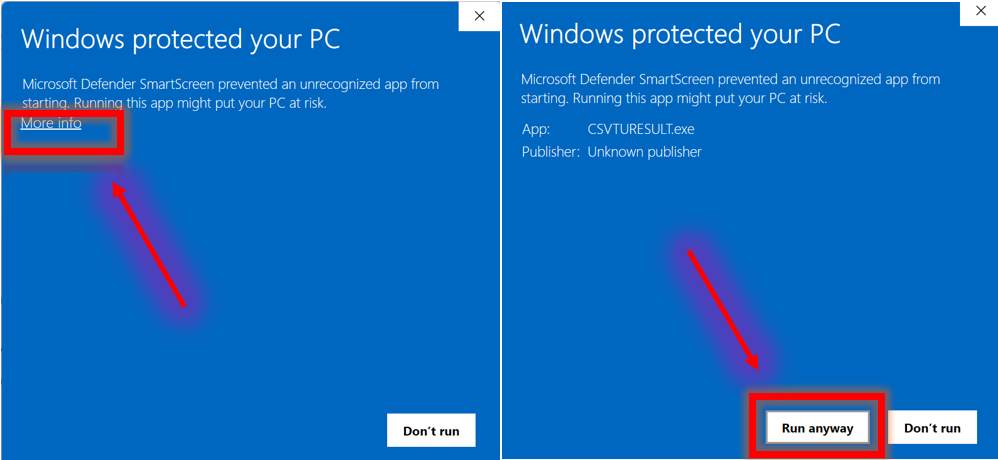 Windows protected your PC
Microsoft Defender SmartScreen prevented an unrecognized app from
starting. Running this app might put your PC at risk.
More info
Don't run
Windows protected your PC
Microsoft Defender SmartScreen prevented an unrecognized app from
starting. Running this app might put your PC at risk.
App: CSVTURESULT.exe
Publisher: Unknown publisher
Run anyway Don't run